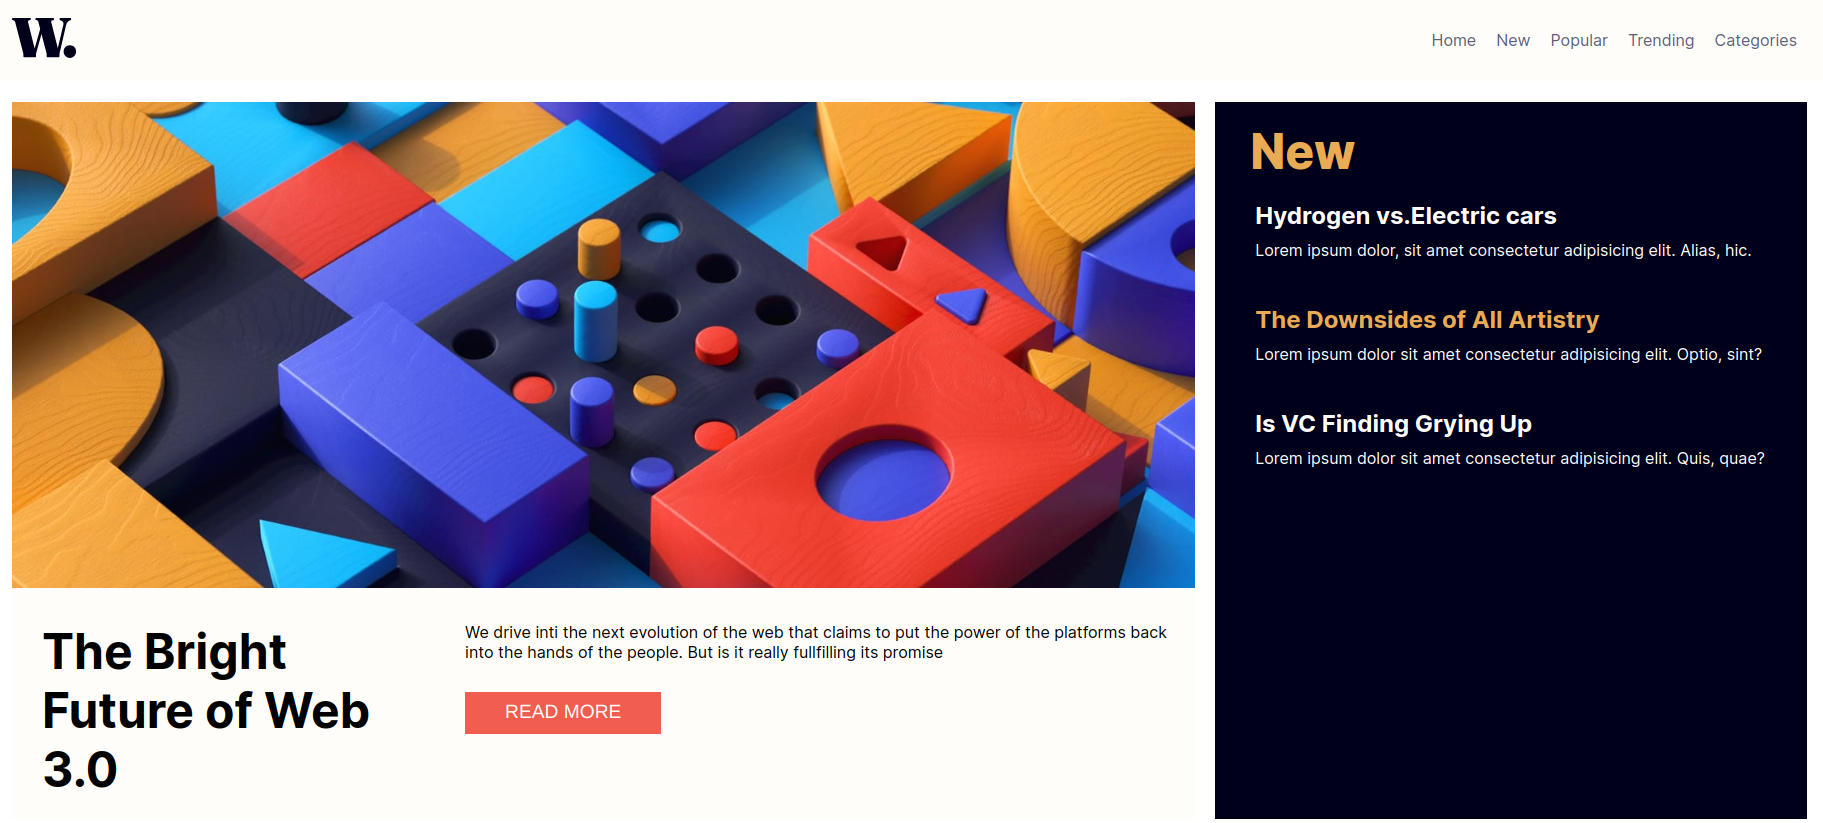 W.
Home New Popular Trending Categories
New
Hydrogen vs.Electric cars
Lorem ipsum dolor, sit amet consectetur adipisicing elit. Alias, hic.
The Downsides of All Artistry
Lorem ipsum dolor sit amet consectetur adipisicing elit. Optio, sint?
Is VC Finding Grying Up
Lorem ipsum dolor sit amet consectetur adipisicing elit. Quis, quae?
The Bright
Future of Web
3.0
We drive inti the next evolution of the web that claims to put the power of the platforms back
into the hands of the people. But is it really fullfilling its promise
READ MORE